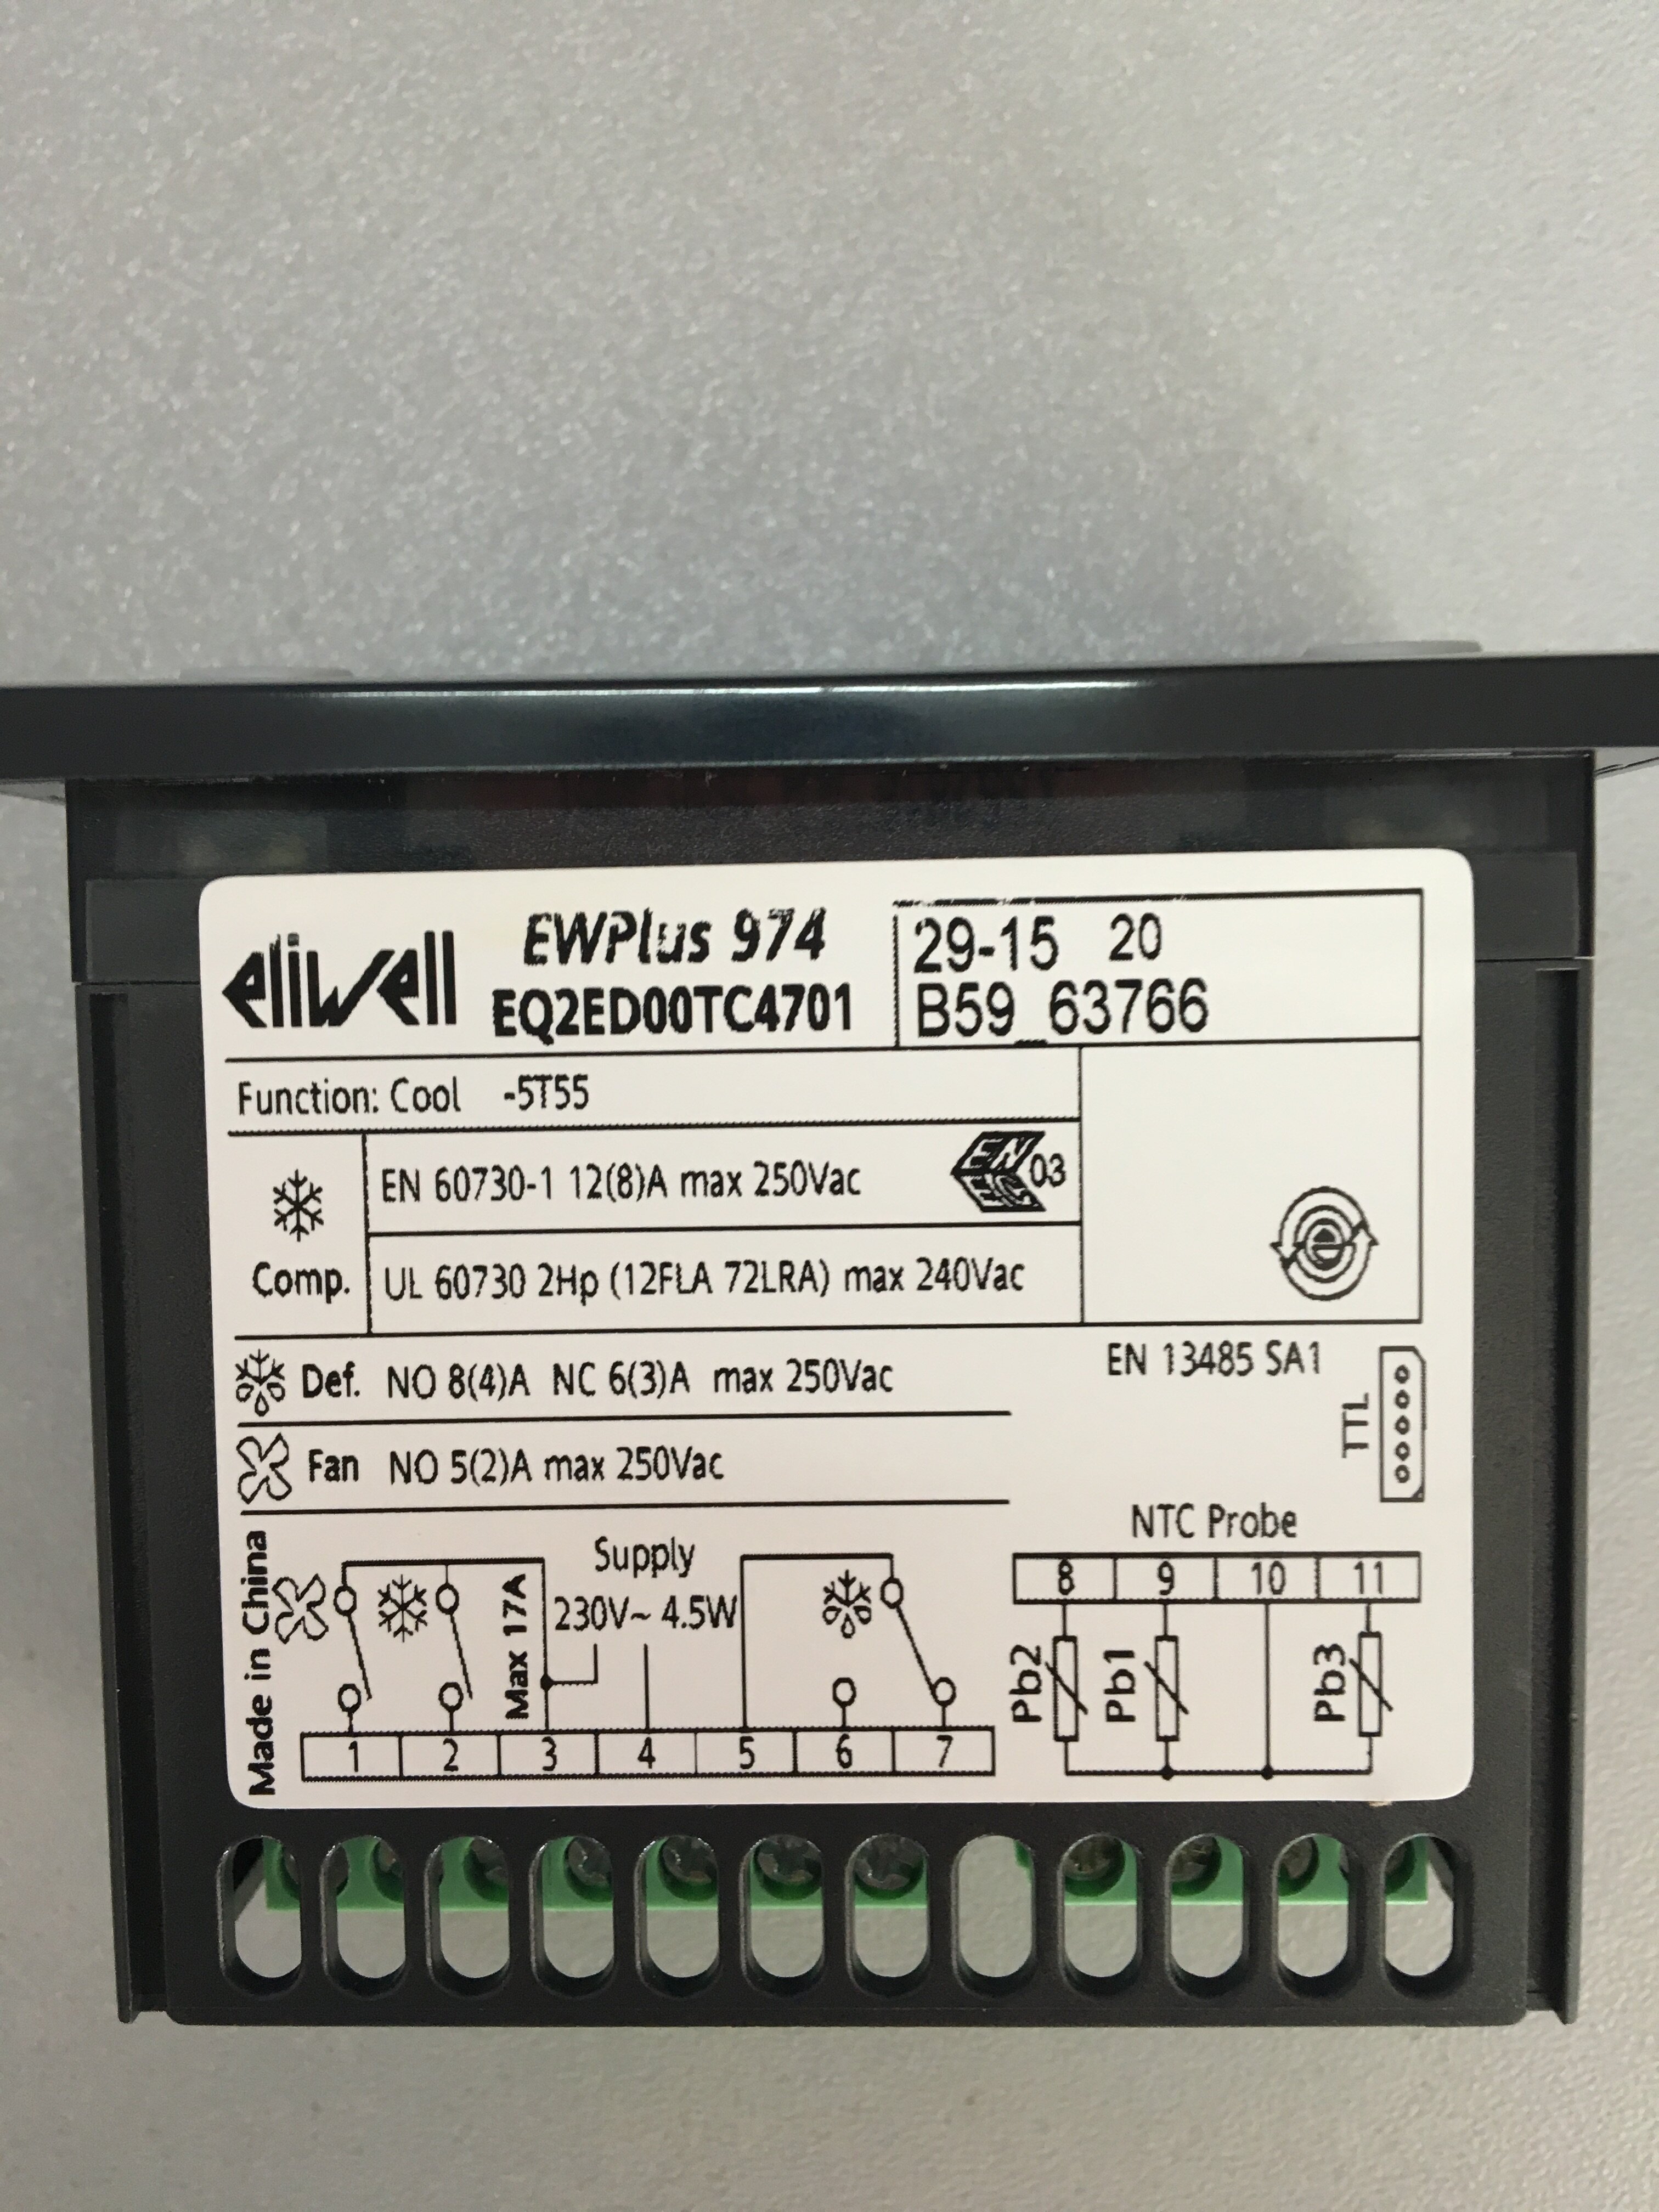 eliwell
EWPlus 974
EQ2ED00TC4701
29-15 20
B59_63766
Function: Cool -5T55
EN 60730-1 12(8)A max 250Vac
EN
EC
03
Comp.
UL 60730 2Hp (12FLA 72LRA) max 240Vac
EN 13485 SA1
Def. NO 8(4)A NC 6(3)A max 250Vac
TTL
Fan NO 5(2)A max 250Vac
Made in China
Max 17A
Supply
230V~ 4.5W
1 2 3 4 5 6 7
NTC Probe
8 9 10 11
Pb2 Pb1 Pb3